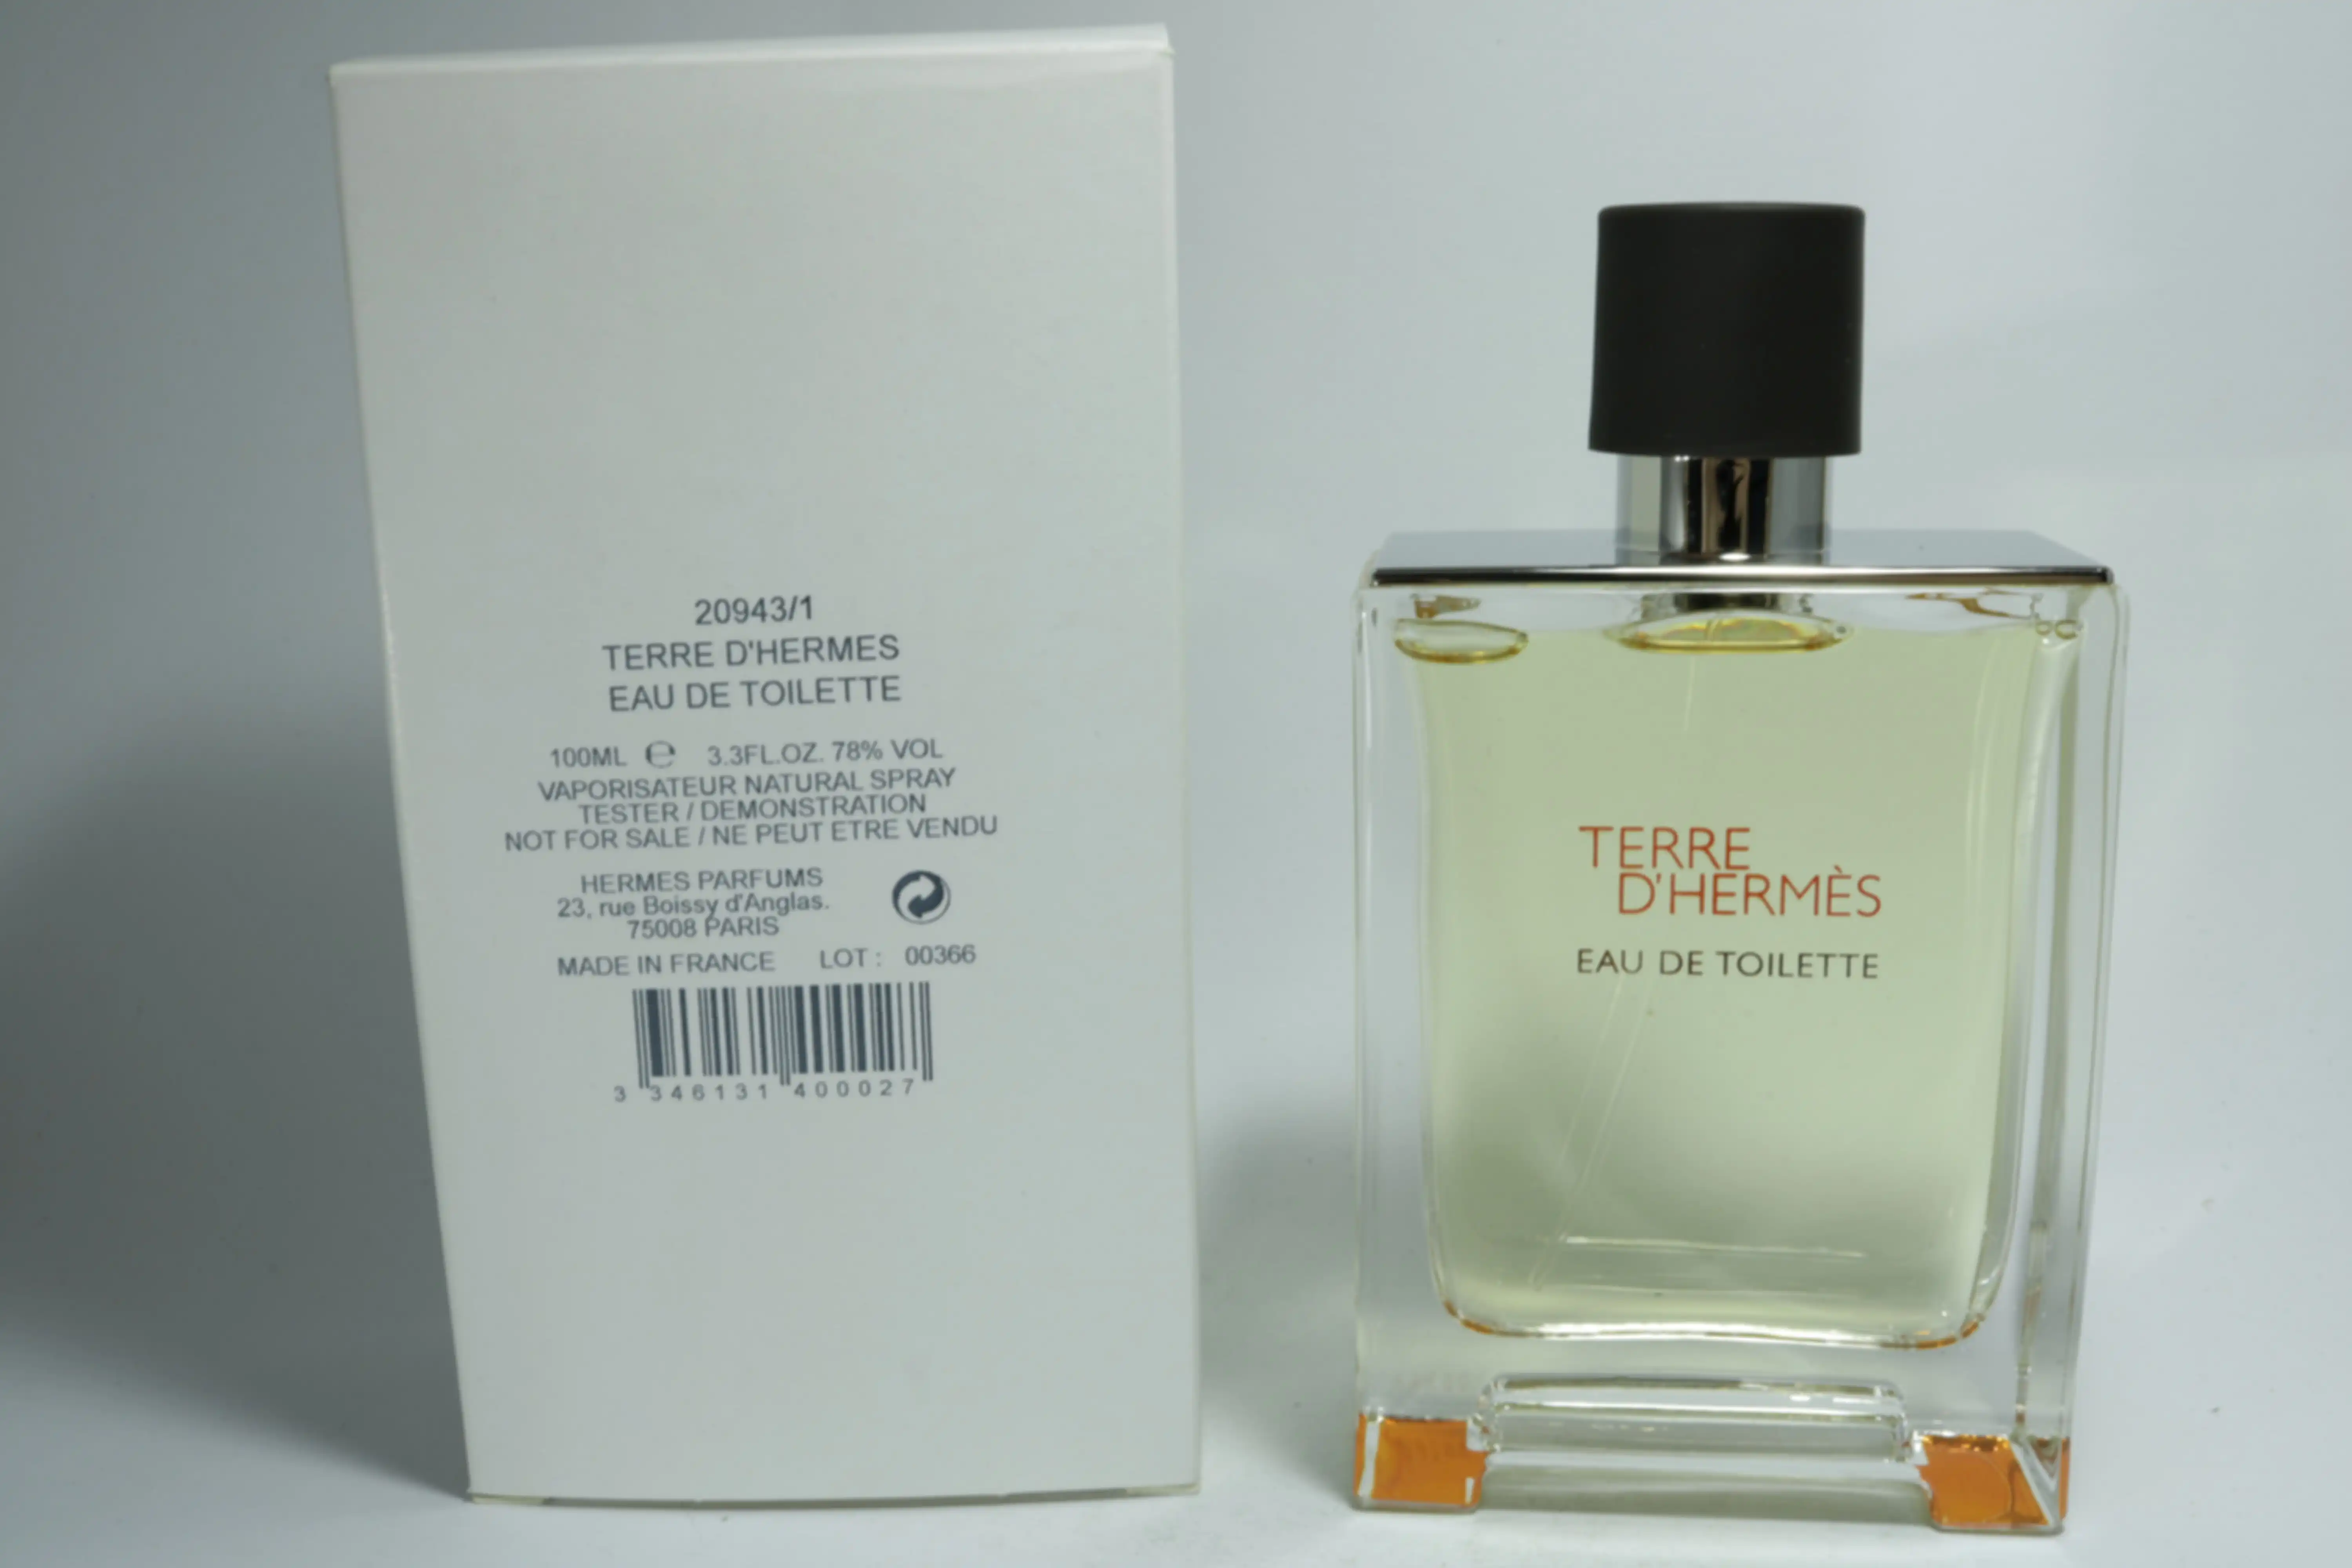 20943/1
TERRE D'HERMES
EAU DE TOILETTE
100ML ℮ 3.3FL.OZ. 78% VOL
VAPORISATEUR NATURAL SPRAY
TESTER / DEMONSTRATION
NOT FOR SALE / NE PEUT ETRE VENDU
HERMES PARFUMS
23, rue Boissy d'Anglas.
75008 PARIS
MADE IN FRANCE LOT : 00366
3 346131 400027
TERRE
D'HERMÈS
EAU DE TOILETTE